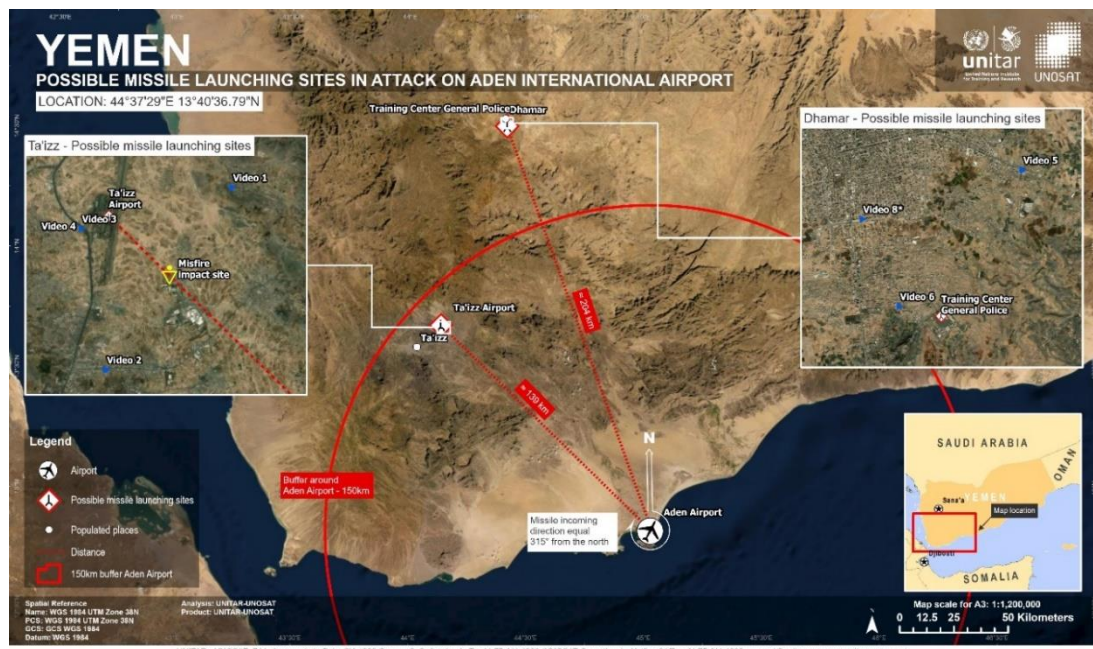 YEMEN
POSSIBLE MISSILE LAUNCHING SITES IN ATTACK ON ADEN INTERNATIONAL AIRPORT
LOCATION: 44°37'29"E 13°40'36.79"N
unitar
United Nations Institute
for Training and Research
UNOSAT
Training Center General Police
Dhamar
Ta'izz - Possible missile launching sites
Video 1
Ta'izz
Airport
Video 3
Video 4
Misfire
impact site
Video 2
Dhamar - Possible missile launching sites
Video 5
Video 8*
Video 6
Training Center
General Police
Ta'izz Airport
Ta'izz
≈ 204 km
≈ 139 km
Buffer around
Aden Airport - 150km
N
Aden Airport
Missile incoming
direction equal
315° from the north
Legend
Airport
Possible missile launching sites
Populated places
Distance
150km buffer Aden Airport
SAUDI ARABIA
OMAN
YEMEN
Sana'a
Map location
Djibouti
SOMALIA
Spatial Reference
Name: WGS 1984 UTM Zone 38N
PCS: WGS 1984 UTM Zone 38N
GCS: GCS WGS 1984
Datum: WGS 1984
Analysis: UNITAR-UNOSAT
Product: UNITAR-UNOSAT
Map scale for A3: 1:1,200,000
0 12.5 25 50 Kilometers